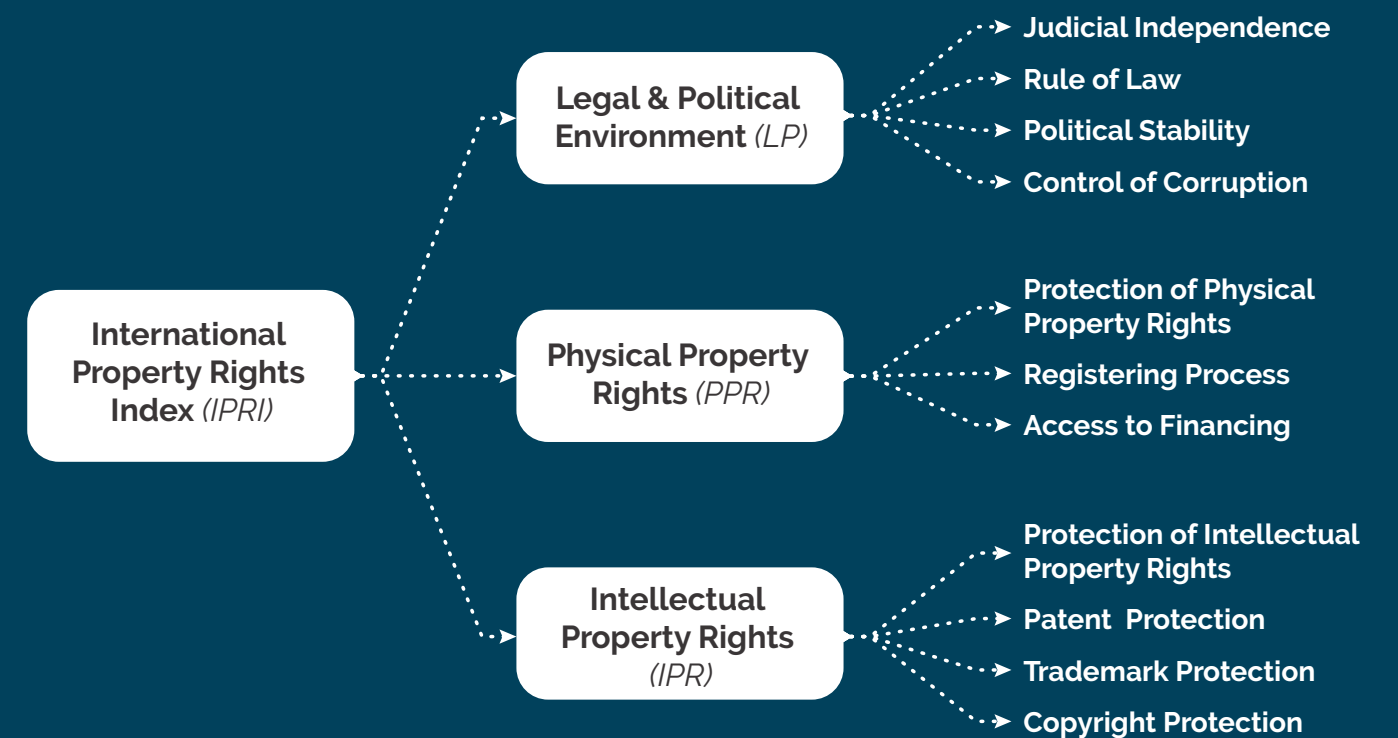 International
Property Rights
Index (IPRI)
Legal & Political
Environment (LP)
Judicial Independence
Rule of Law
Political Stability
Control of Corruption
Physical Property
Rights (PPR)
Protection of Physical
Property Rights
Registering Process
Access to Financing
Intellectual
Property Rights
(IPR)
Protection of Intellectual
Property Rights
Patent  Protection
Trademark Protection
Copyright Protection